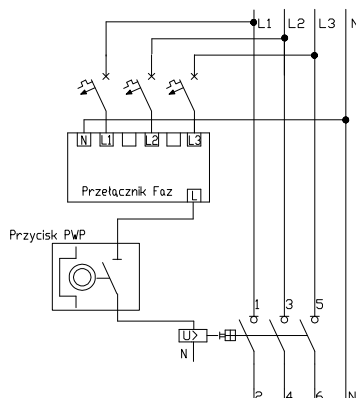 L1 L2 L3 N
N L1 L2 L3
Przełącznik Faz
L
Przycisk PWP
1 3 5
U>
N
2 4 6 N